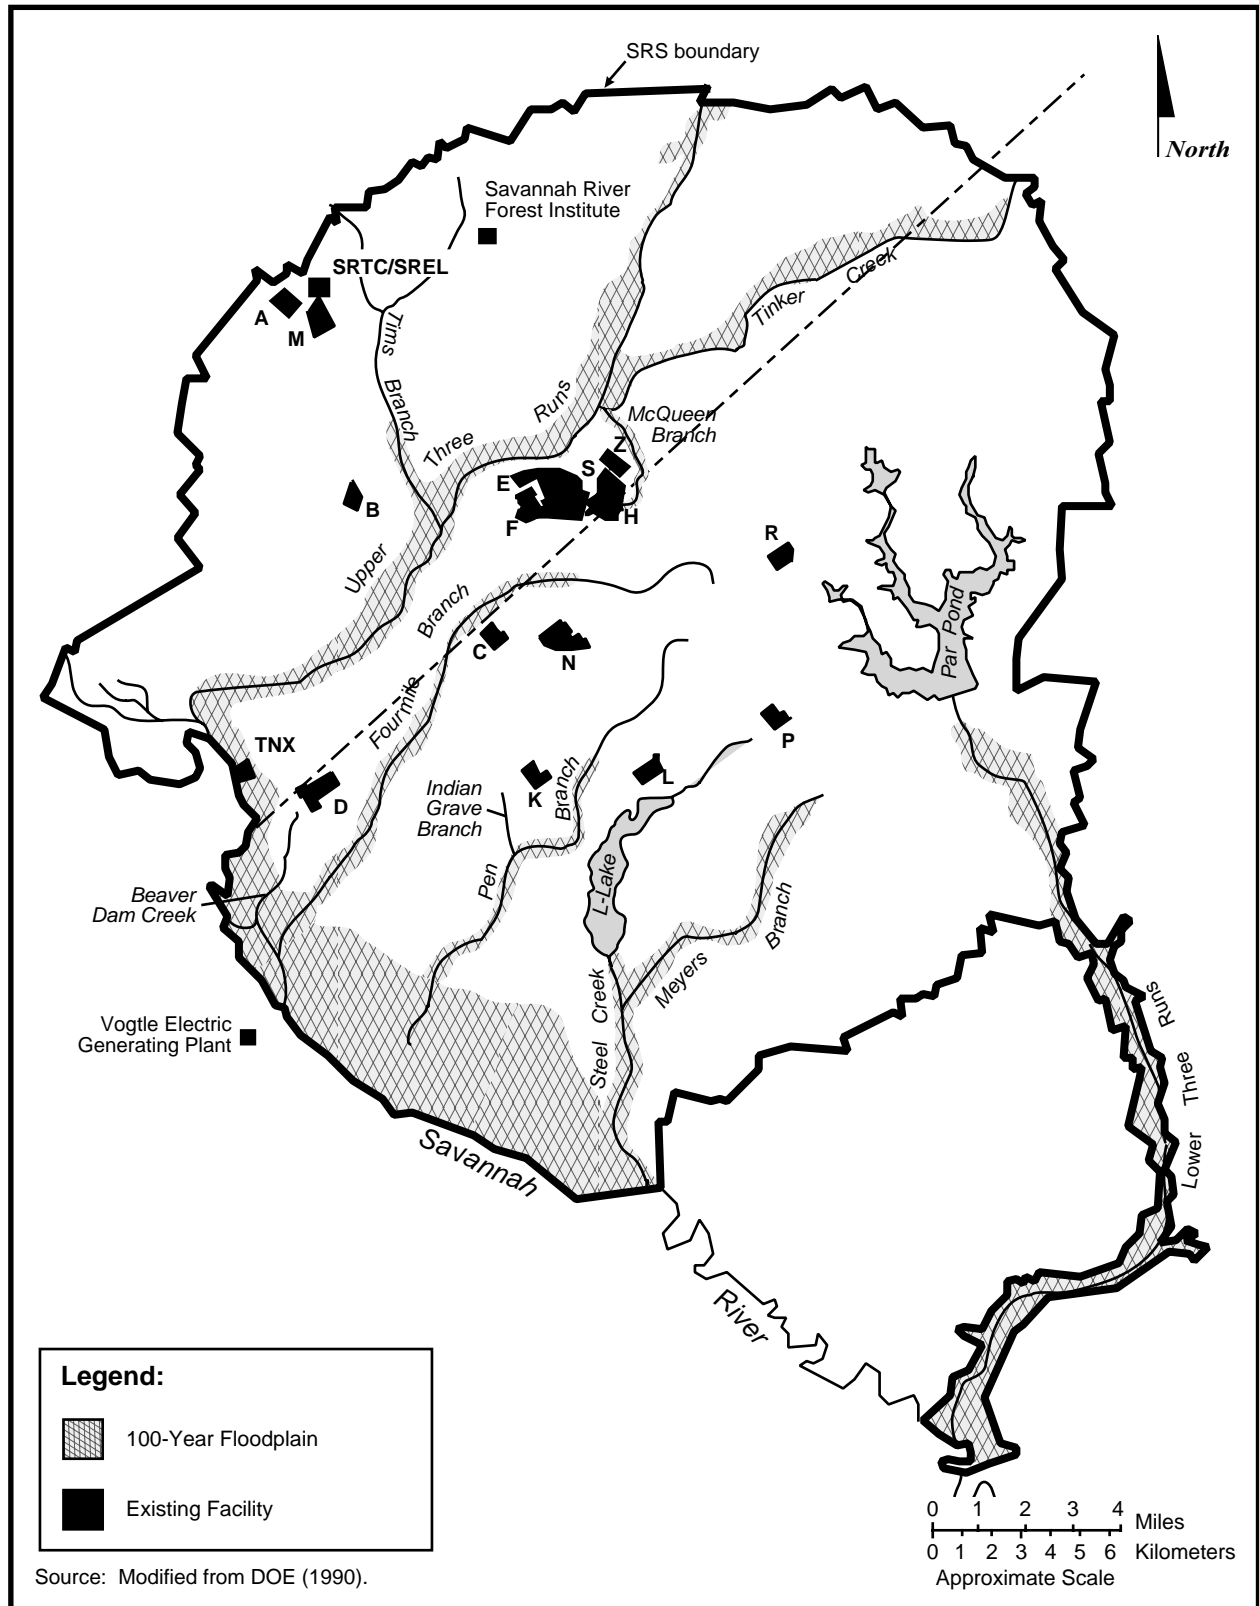 SRS boundary
North
Savannah River
Forest Institute
SRTC/SREL
A
M
Tims
Branch
Tinker
Creek
Runs
Three
Upper
McQueen
Branch
Z
S
E
F
H
B
R
Branch
Fourmile
C
N
Par Pond
TNX
D
P
L
K
Indian
Grave
Branch
Branch
Pen
L-Lake
Beaver
Dam Creek
Branch
Meyers
Steel Creek
Vogtle Electric
Generating Plant
Runs
Three
Lower
Savannah
River
Legend:
100-Year Floodplain
Existing Facility
0 1 2 3 4
Miles
0 1 2 3 4 5 6 Kilometers
Approximate Scale
Source: Modified from DOE (1990).